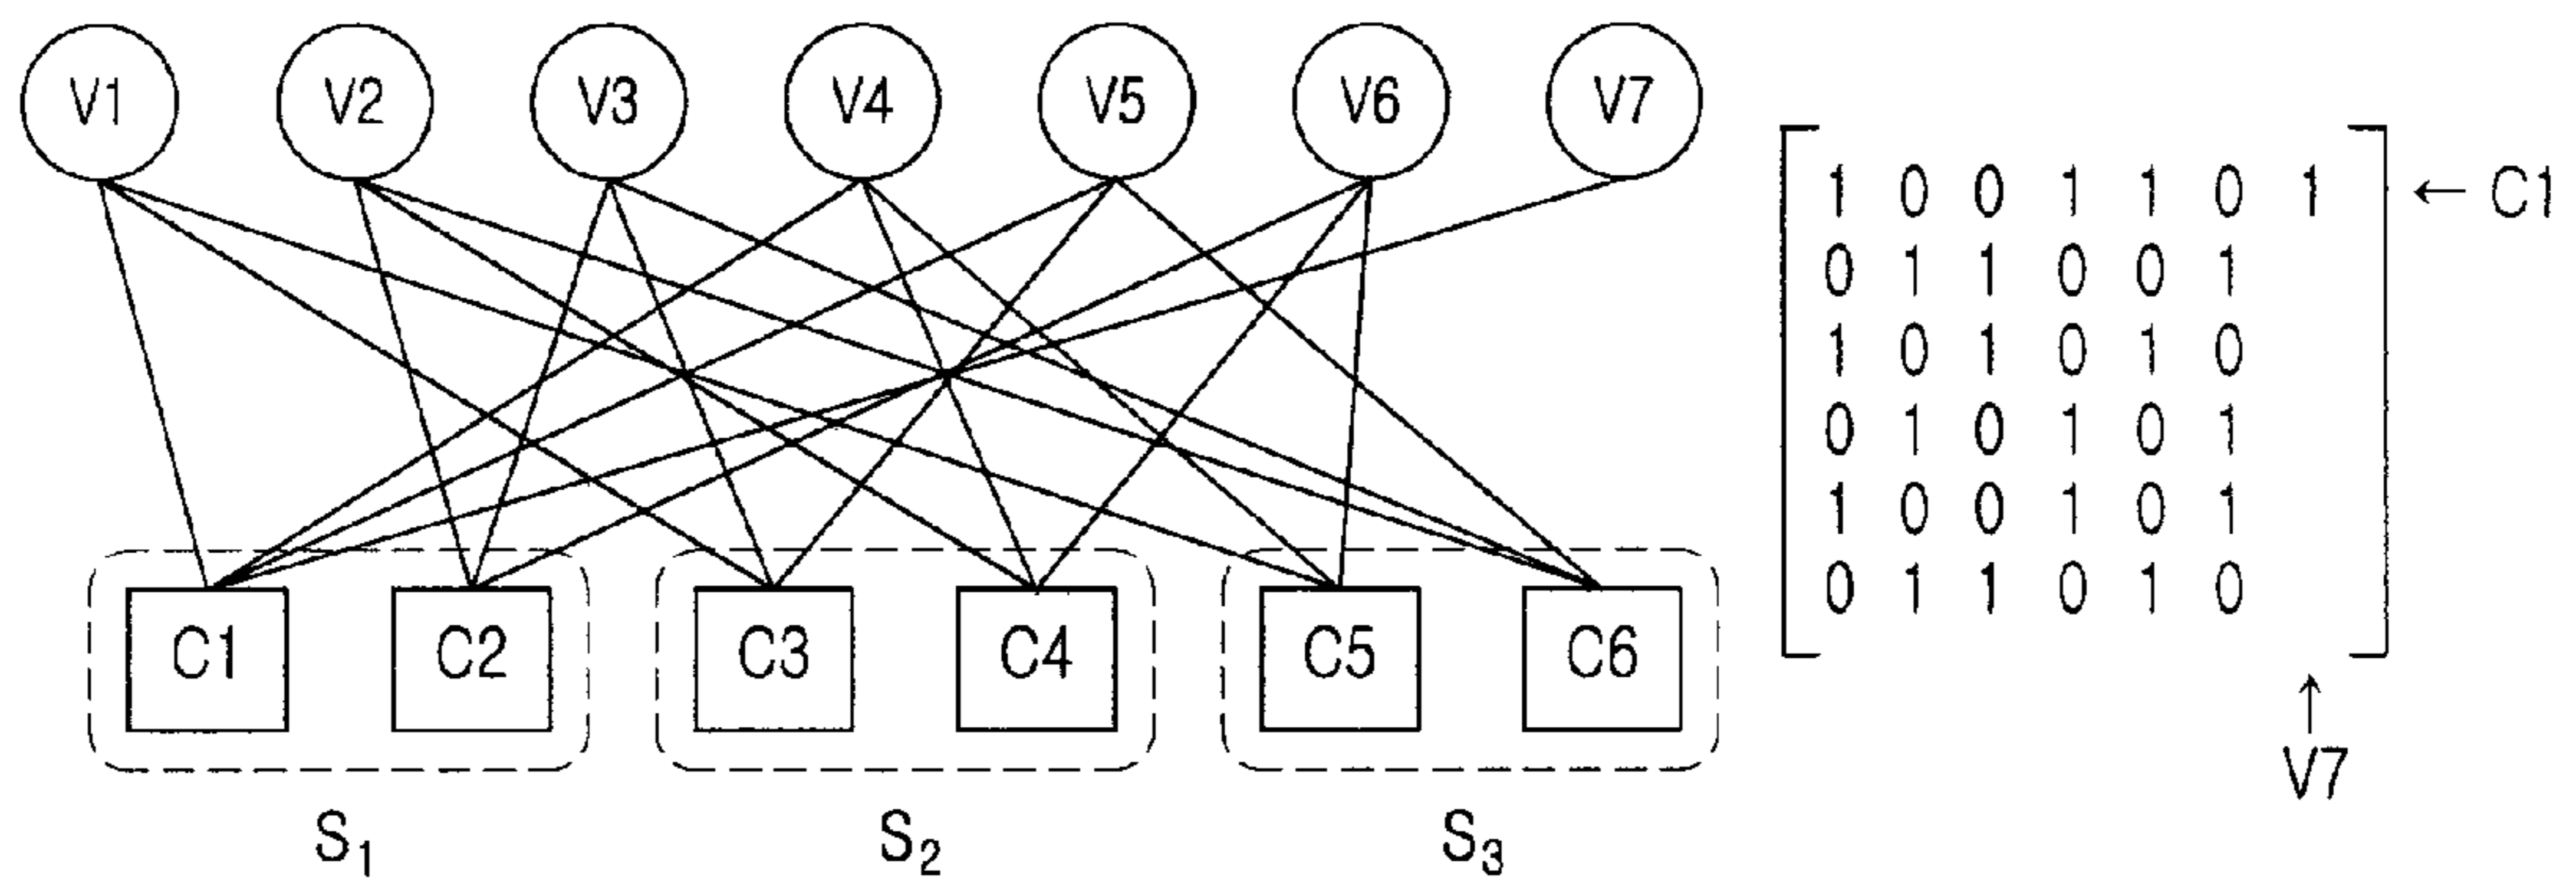 V1 V2 V3 V4 V5 V6 V7
1 0 0 1 1 0 1 ← C1
0 1 1 0 0 1
1 0 1 0 1 0
0 1 0 1 0 1
1 0 0 1 0 1
0 1 1 0 1 0
↑
V7
C1 C2 C3 C4 C5 C6
S₁ S₂ S₃